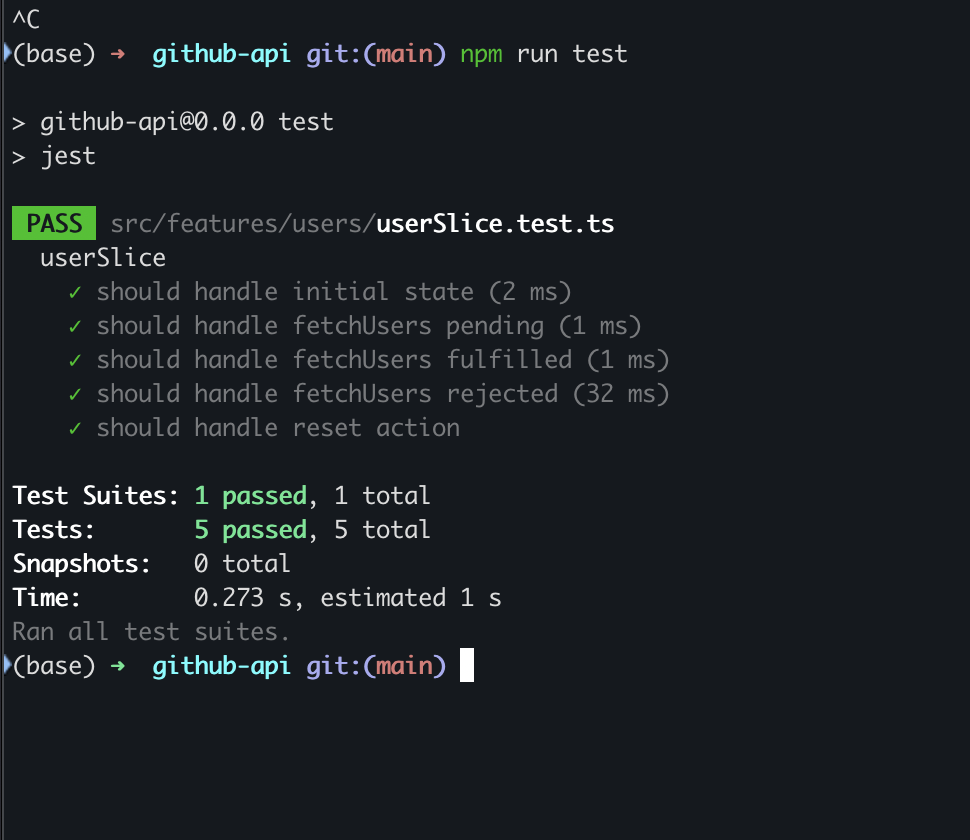 ^C
(base) ➜  github-api git:(main) npm run test

> github-api@0.0.0 test
> jest

PASS src/features/users/userSlice.test.ts
  userSlice
    ✓ should handle initial state (2 ms)
    ✓ should handle fetchUsers pending (1 ms)
    ✓ should handle fetchUsers fulfilled (1 ms)
    ✓ should handle fetchUsers rejected (32 ms)
    ✓ should handle reset action

Test Suites: 1 passed, 1 total
Tests:       5 passed, 5 total
Snapshots:   0 total
Time:        0.273 s, estimated 1 s
Ran all test suites.
(base) ➜  github-api git:(main)